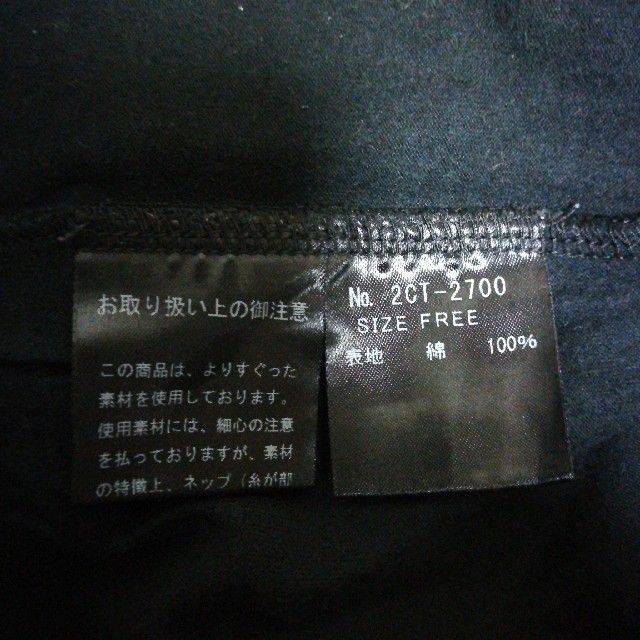 お取り扱い上の御注意
この商品は、よりすぐった
素材を使用しております。
使用素材には、細心の注意
を払っておりますが、素材
の特徴上、ネップ（糸が部
No. 2CT-2700
SIZE FREE
表地 綿 100%